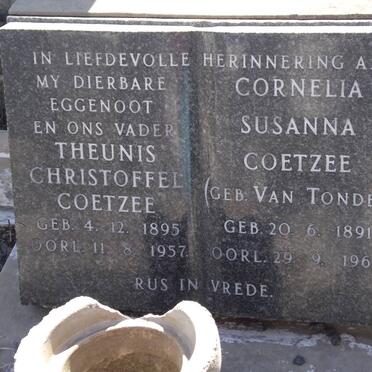 IN LIEFDEVOLLE HERINNERING A
MY DIERBARE
EGGENOOT
EN ONS VADER
THEUNIS
CHRISTOFFEL
COETZEE
GEB. 4. 12. 1895
OORL. 11. 8. 1957
CORNELIA
SUSANNA
COETZEE
(GEB. VAN TONDE
GEB. 20. 6. 1891
OORL. 29. 9. 196
RUS IN VREDE.